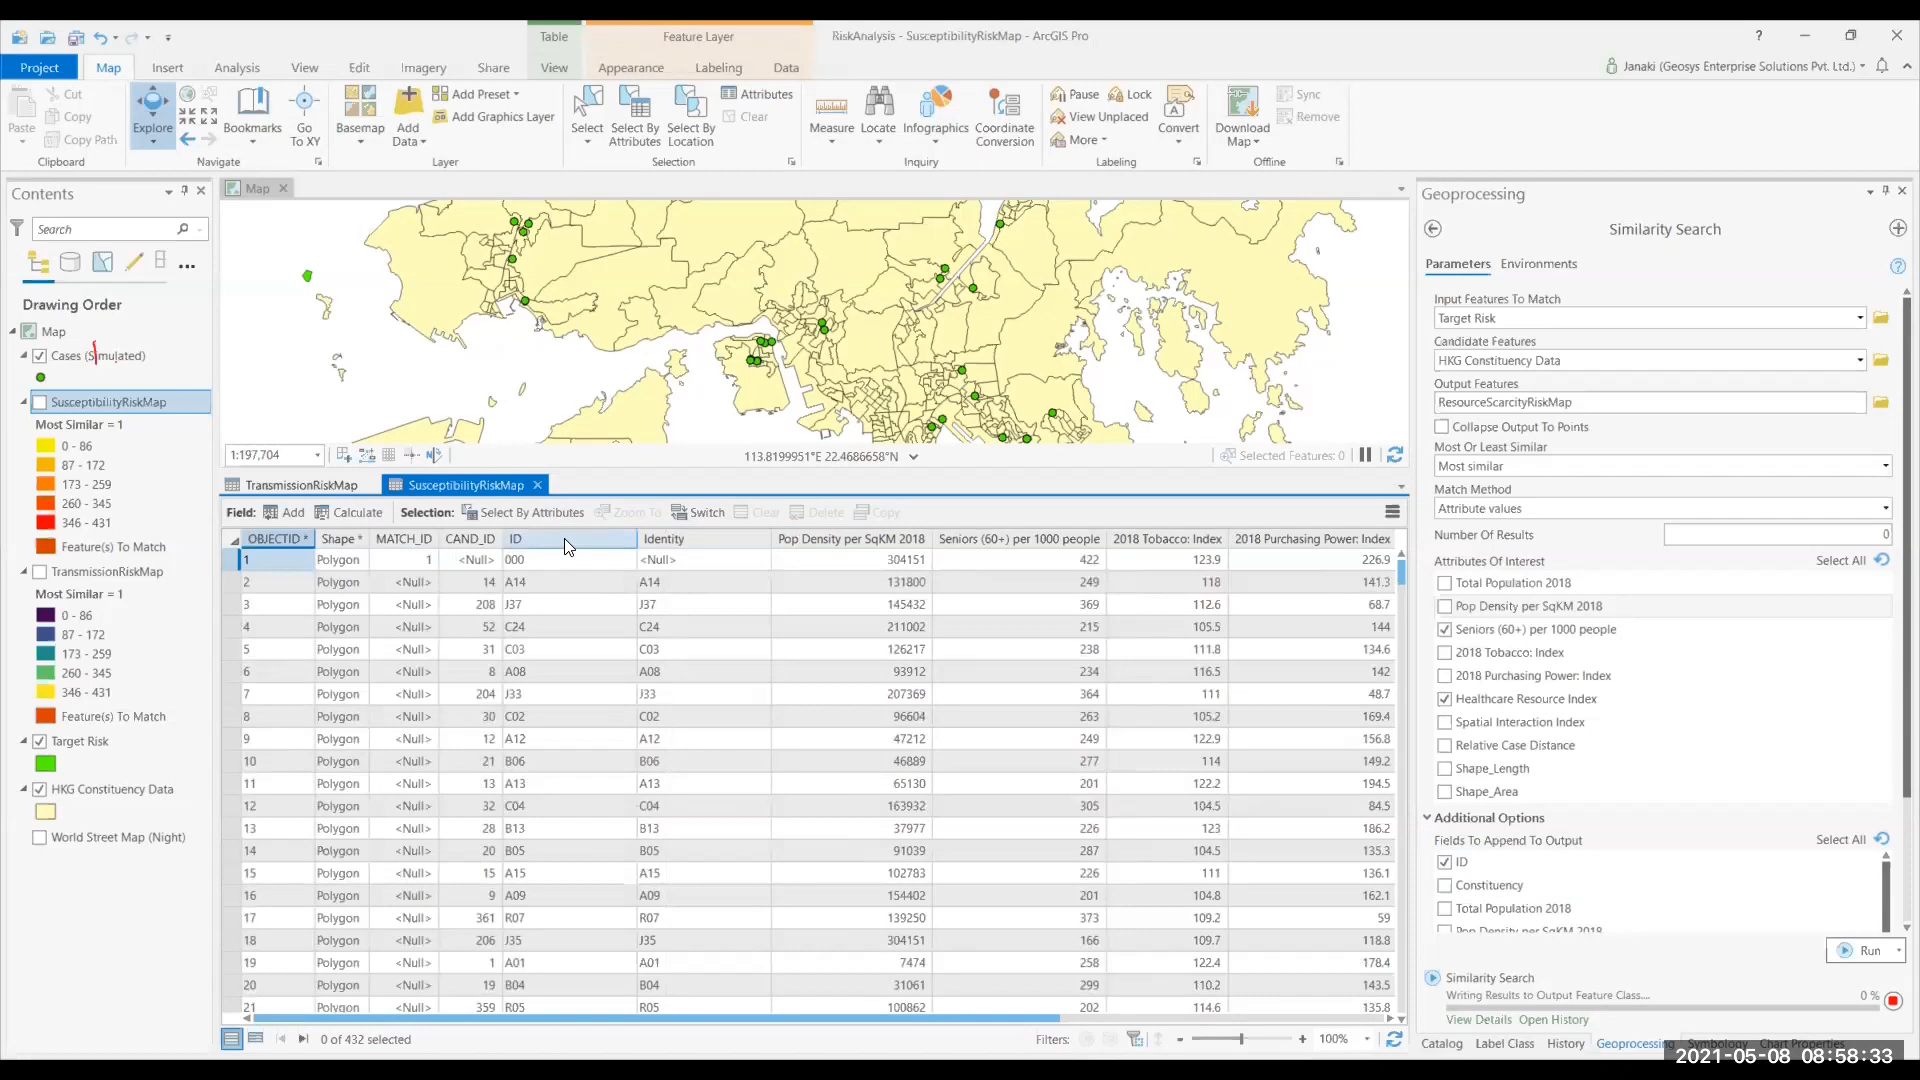 Table
Feature Layer
RiskAnalysis - SusceptibilityRiskMap - ArcGIS Pro
?
Project
Map
Insert
Analysis
View
Edit
Imagery
Share
View
Appearance
Labeling
Data
Janaki (Geosys Enterprise Solutions Pvt. Ltd.)
Paste
Cut
Copy
Copy Path
Clipboard
Explore
Bookmarks
Go To XY
Navigate
Basemap
Add Data
Add Preset
Add Graphics Layer
Layer
Select
Select By Attributes
Select By Location
Attributes
Clear
Selection
Measure
Locate
Infographics
Coordinate Conversion
Inquiry
Pause
Lock
View Unplaced
More
Convert
Labeling
Download Map
Sync
Remove
Offline
Contents
Search
Drawing Order
Map
Cases (Simulated)
SusceptibilityRiskMap
Most Similar = 1
0 - 86
87 - 172
173 - 259
260 - 345
346 - 431
Feature(s) To Match
TransmissionRiskMap
Most Similar = 1
0 - 86
87 - 172
173 - 259
260 - 345
346 - 431
Feature(s) To Match
Target Risk
HKG Constituency Data
World Street Map (Night)
Map
1:197,704
113.8199951°E 22.4686658°N
Selected Features: 0
TransmissionRiskMap
SusceptibilityRiskMap
Field: Add Calculate Selection: Select By Attributes Zoom To Switch Clear Delete Copy
OBJECTID * Shape * MATCH_ID CAND_ID ID Identity Pop Density per SqKM 2018 Seniors (60+) per 1000 people 2018 Tobacco: Index 2018 Purchasing Power: Index
1 Polygon 1 <Null> 000 <Null> 304151 422 123.9 226.9
2 Polygon <Null> 14 A14 A14 131800 249 118 141.3
3 Polygon <Null> 208 J37 J37 145432 369 112.6 68.7
4 Polygon <Null> 52 C24 C24 211002 215 105.5 144
5 Polygon <Null> 31 C03 C03 126217 238 111.8 134.6
6 Polygon <Null> 8 A08 A08 93912 234 116.5 142
7 Polygon <Null> 204 J33 J33 207369 364 111 48.7
8 Polygon <Null> 30 C02 C02 96604 263 105.2 169.4
9 Polygon <Null> 12 A12 A12 47212 249 122.9 156.8
10 Polygon <Null> 21 B06 B06 46889 277 114 149.2
11 Polygon <Null> 13 A13 A13 65130 201 122.2 194.5
12 Polygon <Null> 32 C04 C04 163932 305 104.5 84.5
13 Polygon <Null> 28 B13 B13 37977 226 123 186.2
14 Polygon <Null> 20 B05 B05 91039 287 104.5 135.3
15 Polygon <Null> 15 A15 A15 102783 226 111 136.1
16 Polygon <Null> 9 A09 A09 154402 201 104.8 162.1
17 Polygon <Null> 361 R07 R07 139250 373 109.2 59
18 Polygon <Null> 206 J35 J35 304151 166 109.7 118.8
19 Polygon <Null> 1 A01 A01 7474 258 122.4 178.4
20 Polygon <Null> 19 B04 B04 31061 299 110.2 143.5
21 Polygon <Null> 359 R05 R05 100862 202 114.6 135.8
0 of 432 selected
Filters:
100%
Geoprocessing
Similarity Search
Parameters Environments
Input Features To Match
Target Risk
Candidate Features
HKG Constituency Data
Output Features
ResourceScarcityRiskMap
Collapse Output To Points
Most Or Least Similar
Most similar
Match Method
Attribute values
Number Of Results 0
Attributes Of Interest Select All
Total Population 2018
Pop Density per SqKM 2018
Seniors (60+) per 1000 people
2018 Tobacco: Index
2018 Purchasing Power: Index
Healthcare Resource Index
Spatial Interaction Index
Relative Case Distance
Shape_Length
Shape_Area
Additional Options
Fields To Append To Output Select All
ID
Constituency
Total Population 2018
Pop Density per SqKM 2018
Run
Similarity Search
Writing Results to Output Feature Class.... 0 %
View Details Open History
Catalog Label Class History Geoprocessing Symbology Chart Properties
2021-05-08 08:58:33